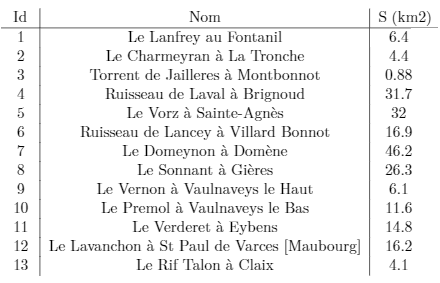 Id Nom S (km2)
1 Le Lanfrey au Fontanil 6.4
2 Le Charmeyran à La Tronche 4.4
3 Torrent de Jailleres à Montbonnot 0.88
4 Ruisseau de Laval à Brignoud 31.7
5 Le Vorz à Sainte-Agnès 32
6 Ruisseau de Lancey à Villard Bonnot 16.9
7 Le Domeynon à Domène 46.2
8 Le Sonnant à Gières 26.3
9 Le Vernon à Vaulnaveys le Haut 6.1
10 Le Premol à Vaulnaveys le Bas 11.6
11 Le Verderet à Eybens 14.8
12 Le Lavanchon à St Paul de Varces [Maubourg] 16.2
13 Le Rif Talon à Claix 4.1